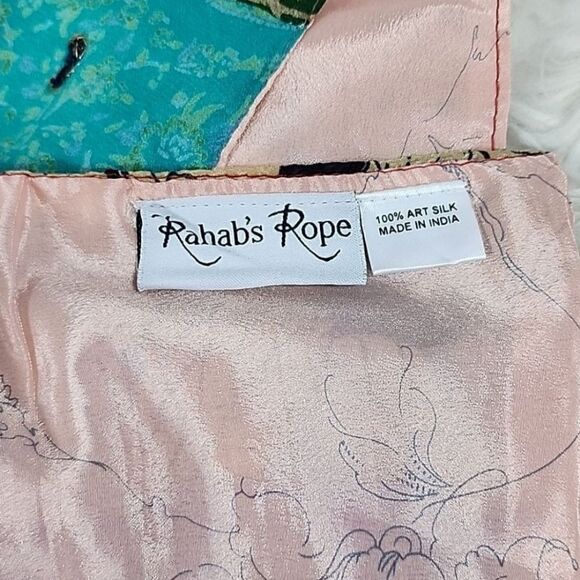 Rahab's Rope
100% ART SILK
MADE IN INDIA